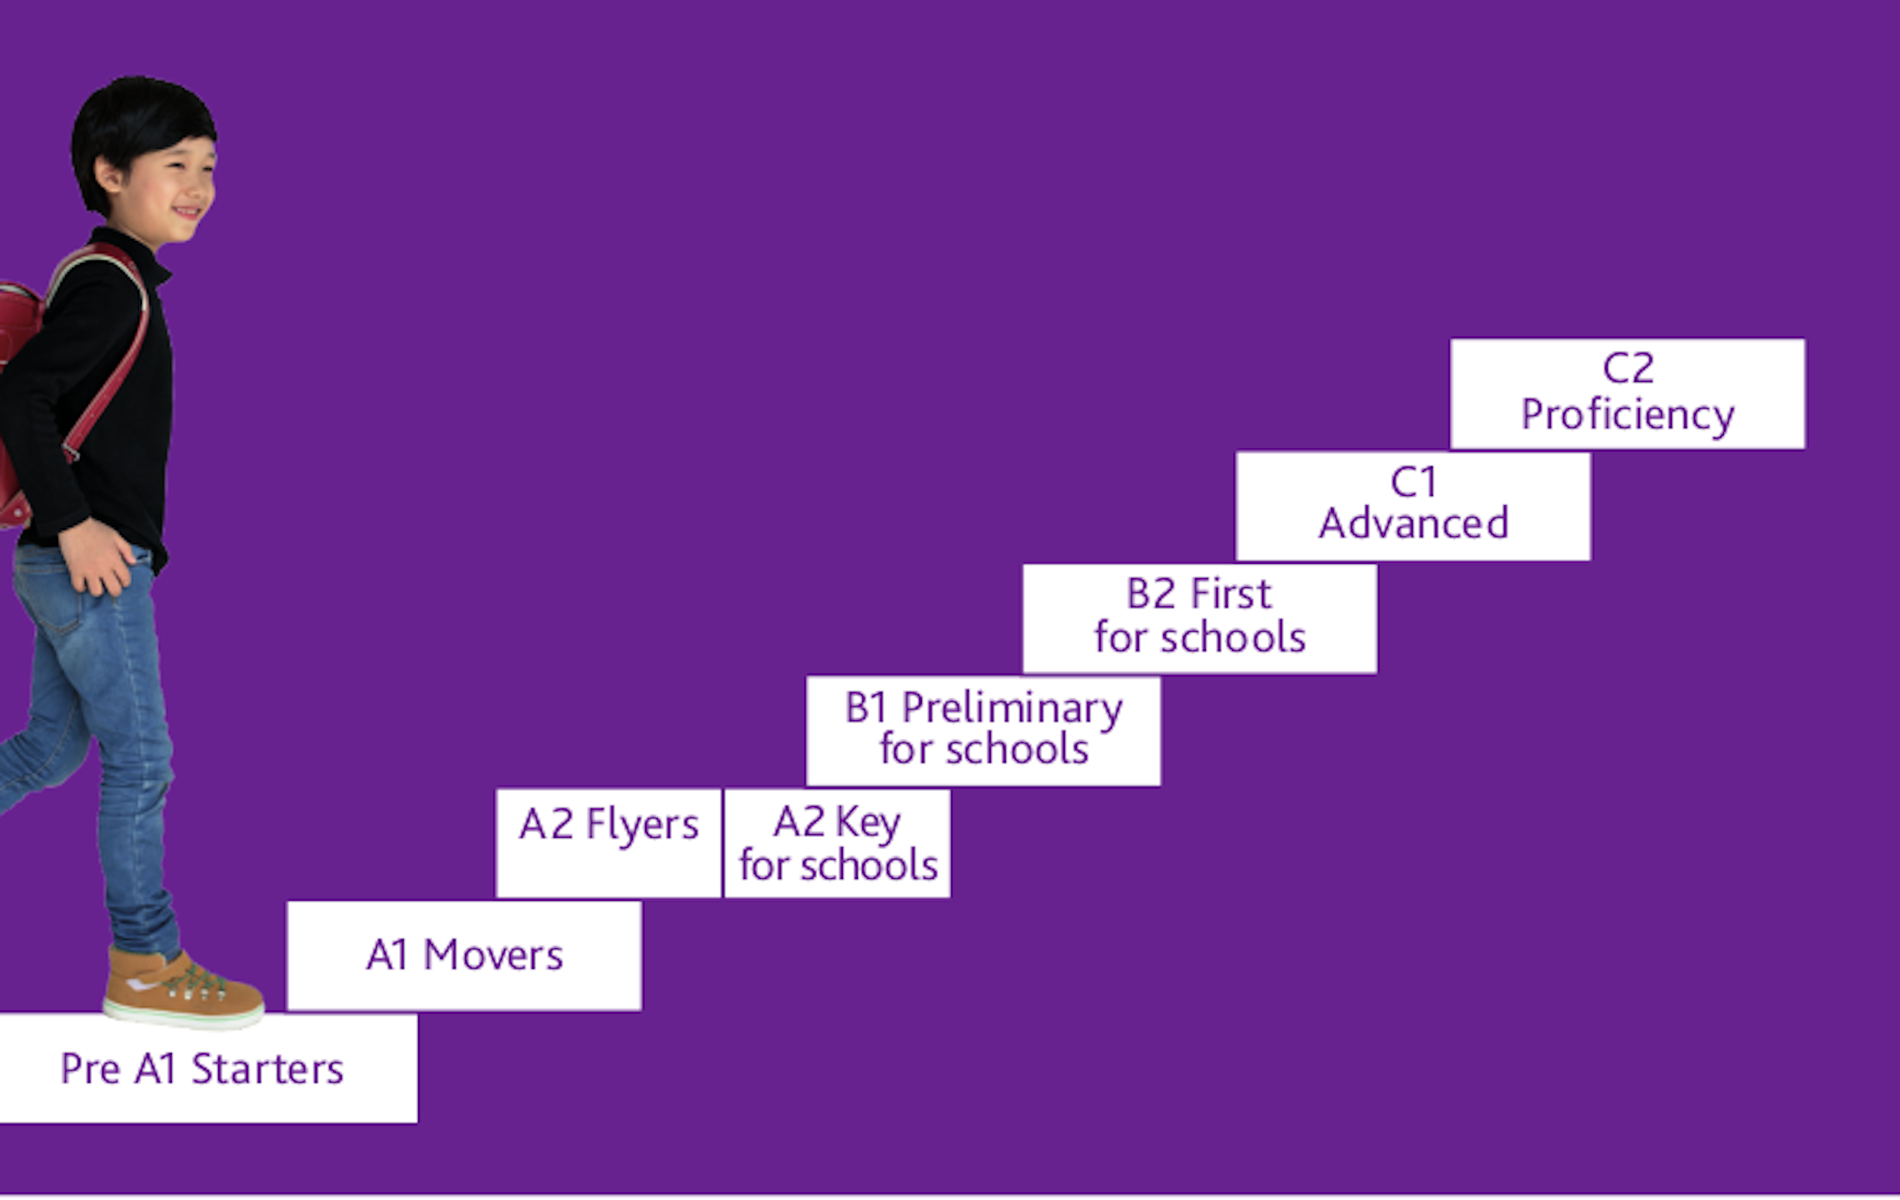 C2
Proficiency
C1
Advanced
B2 First
for schools
B1 Preliminary
for schools
A2 Flyers
A2 Key
for schools
A1 Movers
Pre A1 Starters